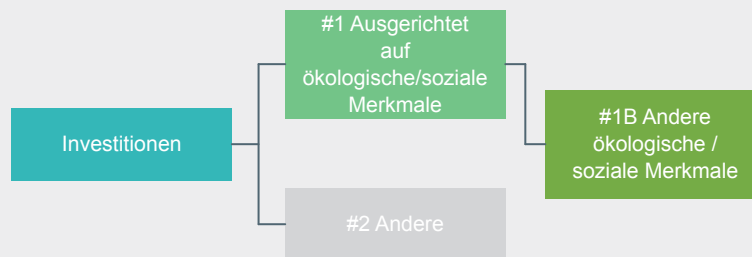 #1 Ausgerichtet
auf
ökologische/soziale
Merkmale
Investitionen
#1B Andere
ökologische /
soziale Merkmale
#2 Andere